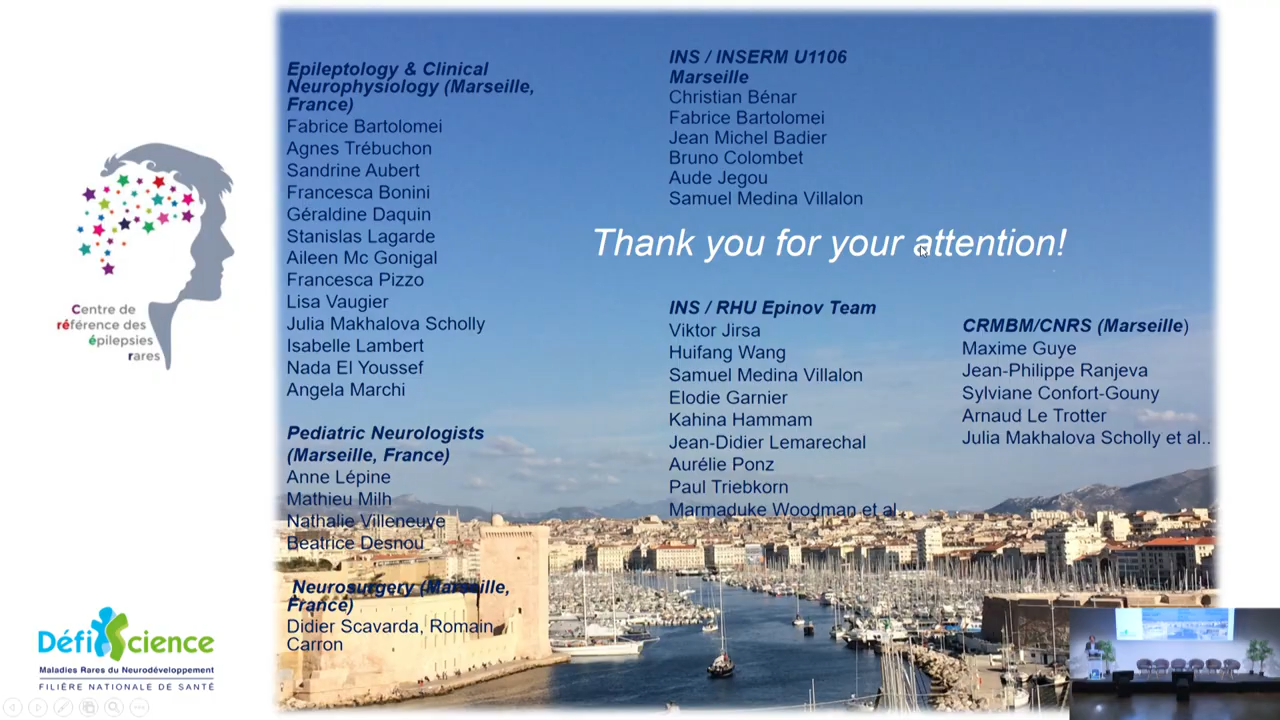 Epileptology & Clinical
Neurophysiology (Marseille,
France)
Fabrice Bartolomei
Agnes Trébuchon
Sandrine Aubert
Francesca Bonini
Géraldine Daquin
Stanislas Lagarde
Aileen Mc Gonigal
Francesca Pizzo
Lisa Vaugier
Julia Makhalova Scholly
Isabelle Lambert
Nada El Youssef
Angela Marchi
Pediatric Neurologists
(Marseille, France)
Anne Lépine
Mathieu Milh
Nathalie Villeneuve
Beatrice Desnou
Neurosurgery (Marseille,
France)
Didier Scavarda, Romain
Carron
INS / INSERM U1106
Marseille
Christian Bénar
Fabrice Bartolomei
Jean Michel Badier
Bruno Colombet
Aude Jegou
Samuel Medina Villalon
Thank you for your attention!
INS / RHU Epinov Team
Viktor Jirsa
Huifang Wang
Samuel Medina Villalon
Elodie Garnier
Kahina Hammam
Jean-Didier Lemarechal
Aurélie Ponz
Paul Triebkorn
Marmaduke Woodman et al
CRMBM/CNRS (Marseille)
Maxime Guye
Jean-Philippe Ranjeva
Sylviane Confort-Gouny
Arnaud Le Trotter
Julia Makhalova Scholly et al..
Centre de
référence des
épilepsies
rares
Défi Science
Maladies Rares du Neurodéveloppement
FILIÈRE NATIONALE DE SANTÉ